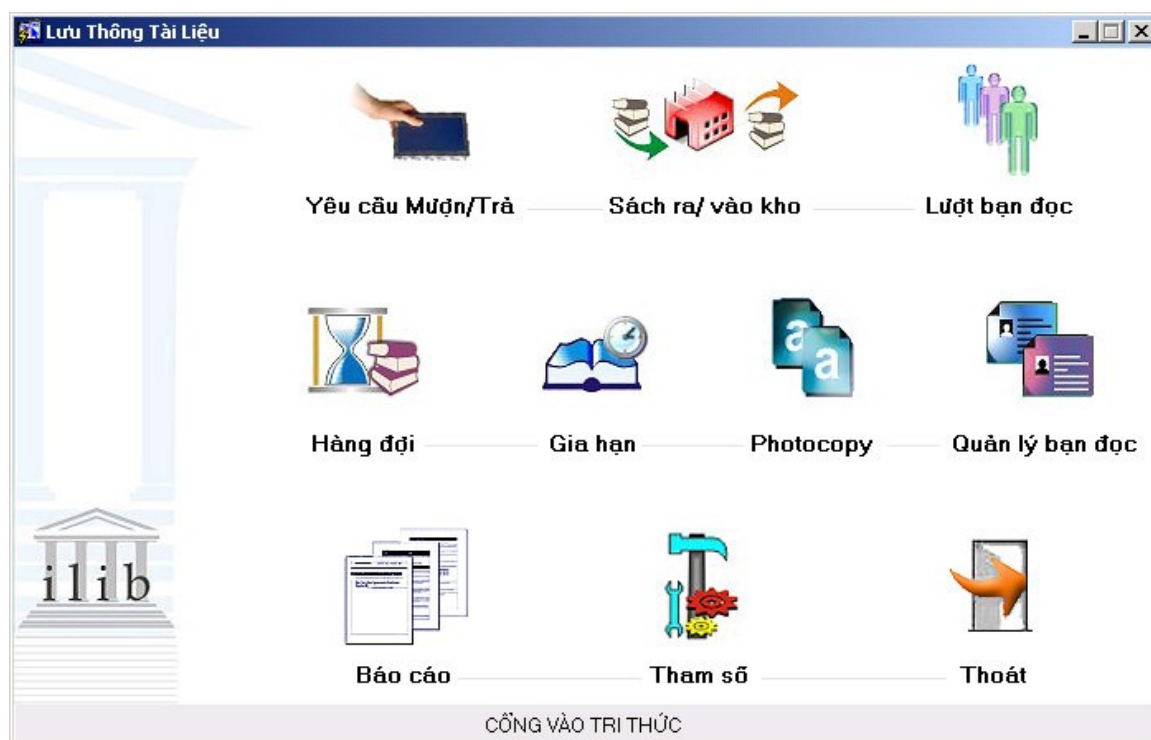 Lưu Thông Tài Liệu
Yêu cầu Mượn/Trả Sách ra/ vào kho Lượt bạn đọc
a
a
Hàng đợi Gia hạn Photocopy Quản lý bạn đọc
ilib
Báo cáo Tham số Thoát
CỔNG VÀO TRI THỨC